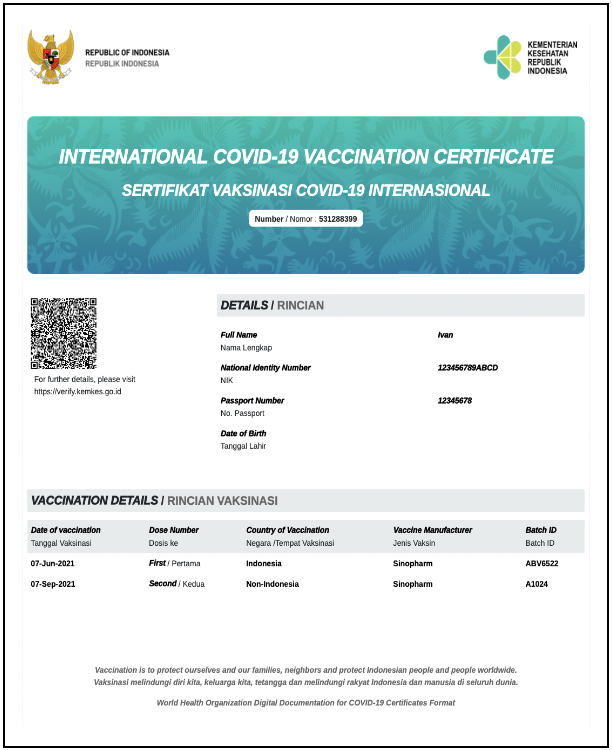 REPUBLIC OF INDONESIA
REPUBLIK INDONESIA
KEMENTERIAN
KESEHATAN
REPUBLIK
INDONESIA
INTERNATIONAL COVID-19 VACCINATION CERTIFICATE
SERTIFIKAT VAKSINASI COVID-19 INTERNASIONAL
Number / Nomor : 531288399
For further details, please visit
https://verify.kemkes.go.id
DETAILS / RINCIAN
Full Name Ivan
Nama Lengkap
National Identity Number 123456789ABCD
NIK
Passport Number 12345678
No. Passport
Date of Birth
Tanggal Lahir
VACCINATION DETAILS / RINCIAN VAKSINASI
Date of vaccination Dose Number Country of Vaccination Vaccine Manufacturer Batch ID
Tanggal Vaksinasi Dosis ke Negara /Tempat Vaksinasi Jenis Vaksin Batch ID
07-Jun-2021 First / Pertama Indonesia Sinopharm ABV6522
07-Sep-2021 Second / Kedua Non-Indonesia Sinopharm A1024
Vaccination is to protect ourselves and our families, neighbors and protect Indonesian people and people worldwide.
Vaksinasi melindungi diri kita, keluarga kita, tetangga dan melindungi rakyat Indonesia dan manusia di seluruh dunia.
World Health Organization Digital Documentation for COVID-19 Certificates Format